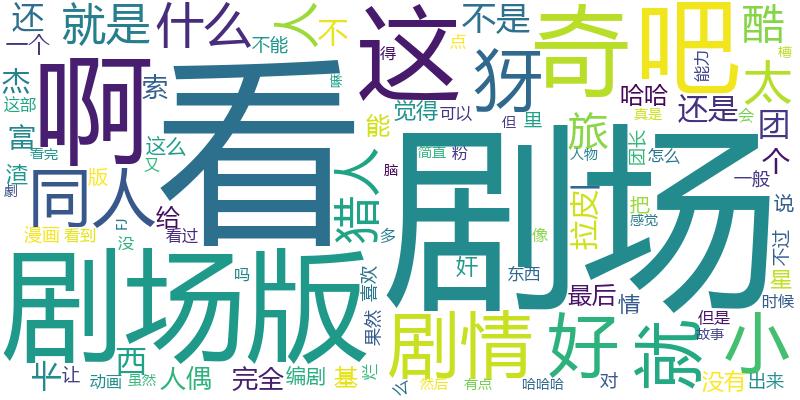 还 就是 什么 人 不 不是 奇 吧 酷
一个 不能 得 点 能力 槽
杰 索 啊 看 嘛 这 犽 哈哈 太
这部 觉得 可以 但 里 还是 真是 会
富 看完 这么 能 旅 团
渣 又 猎人 脑 简直 粉 人物 团长 怎么 个 一般
劇 版 同人 给 剧场 拉皮 把 说
漫画 看到 没 FJ 看过 多 像 感觉 不过
剧场版 吗 喜欢 奸 东西 最后 情 星 时候
果然 剧情 好 就 但是 故事 小
半 让 西 人偶 完全 编剧 基 烂
动画 虽然 么 然后 有点 哈哈哈 对 没有 出来